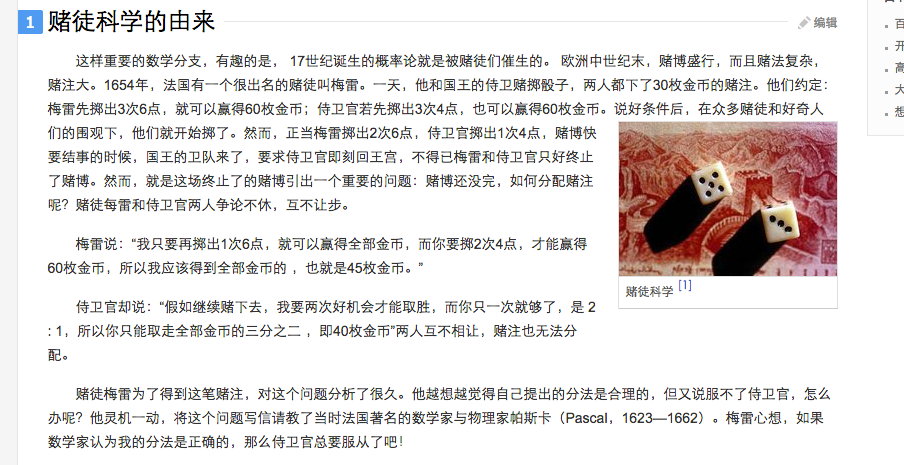 1 赌徒科学的由来
编辑
这样重要的数学分支，有趣的是， 17世纪诞生的概率论就是被赌徒们催生的。 欧洲中世纪末，赌博盛行，而且赌法复杂，
赌注大。1654年，法国有一个很出名的赌徒叫梅雷。一天，他和国王的侍卫赌掷骰子，两人都下了30枚金币的赌注。他们约定：
梅雷先掷出3次6点，就可以赢得60枚金币；侍卫官若先掷出3次4点，也可以赢得60枚金币。说好条件后，在众多赌徒和好奇人
们的围观下，他们就开始掷了。然而，正当梅雷掷出2次6点，侍卫官掷出1次4点，赌博快
要结事的时候，国王的卫队来了，要求侍卫官即刻回王宫，不得已梅雷和侍卫官只好终止
了赌博。然而，就是这场终止了的赌博引出一个重要的问题：赌博还没完，如何分配赌注
呢？赌徒每雷和侍卫官两人争论不休，互不让步。
梅雷说：“我只要再掷出1次6点，就可以赢得全部金币，而你要掷2次4点，才能赢得
60枚金币，所以我应该得到全部金币的 ，也就是45枚金币。”
侍卫官却说：“假如继续赌下去，我要两次好机会才能取胜，而你只一次就够了，是 2
: 1，所以你只能取走全部金币的三分之二 ，即40枚金币”两人互不相让，赌注也无法分
配。
赌徒科学 [1]
赌徒梅雷为了得到这笔赌注，对这个问题分析了很久。他越想越觉得自己提出的分法是合理的，但又说服不了侍卫官，怎么
办呢？他灵机一动，将这个问题写信请教了当时法国著名的数学家与物理家帕斯卡（Pascal，1623—1662）。梅雷心想，如果
数学家认为我的分法是正确的，那么侍卫官总要服从了吧！
百
开
高
大
想